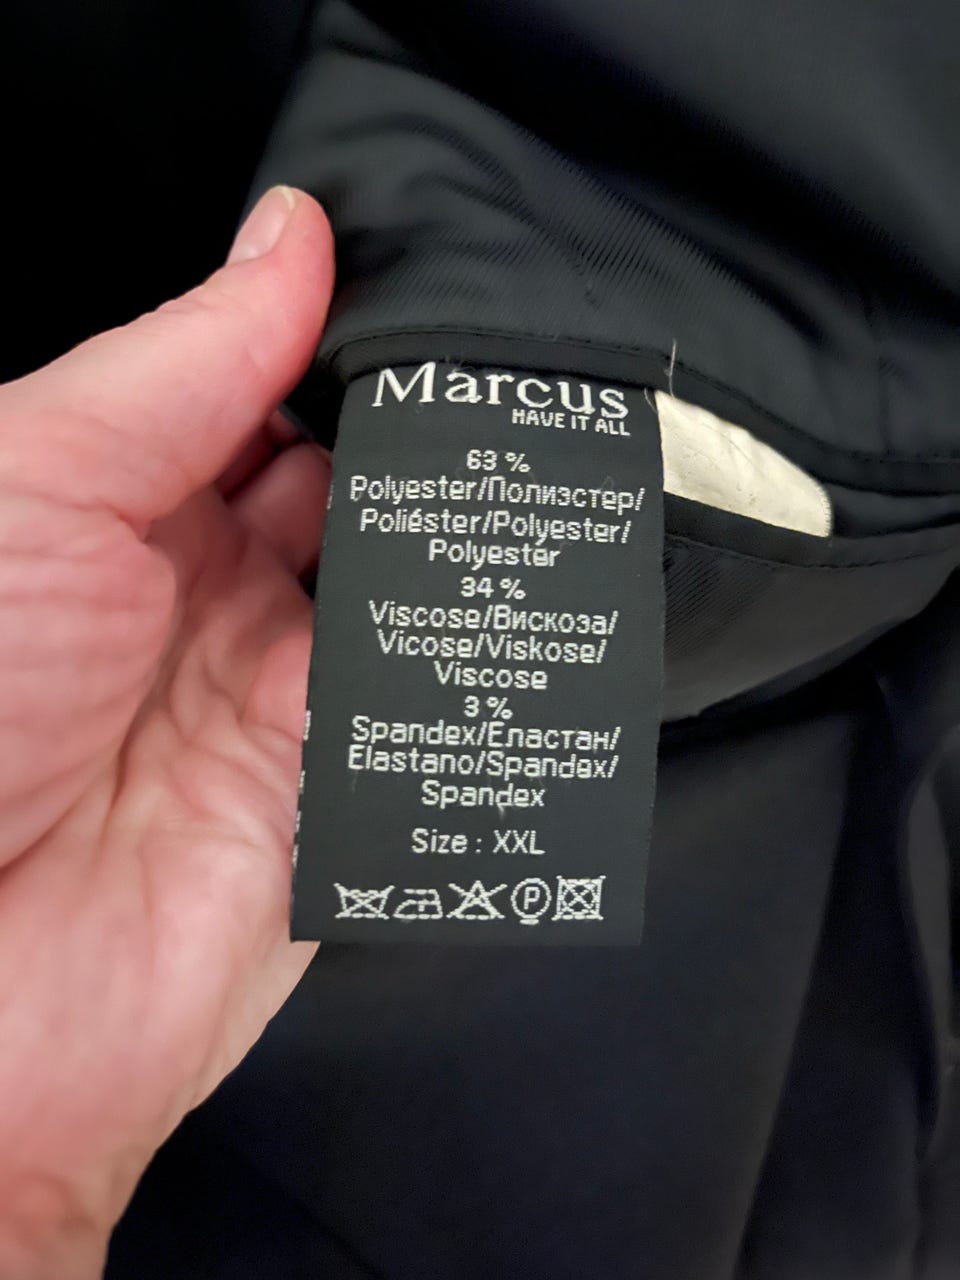 Marcus
HAVE IT ALL
63 %
Polyester/Полиэстер/
Poliéster/Polyester/
Polyester
34 %
Viscose/Вискоза/
Vicose/Viskose/
Viscose
3 %
Spandex/Еластан/
Elastano/Spandex/
Spandex
Size : XXL
P